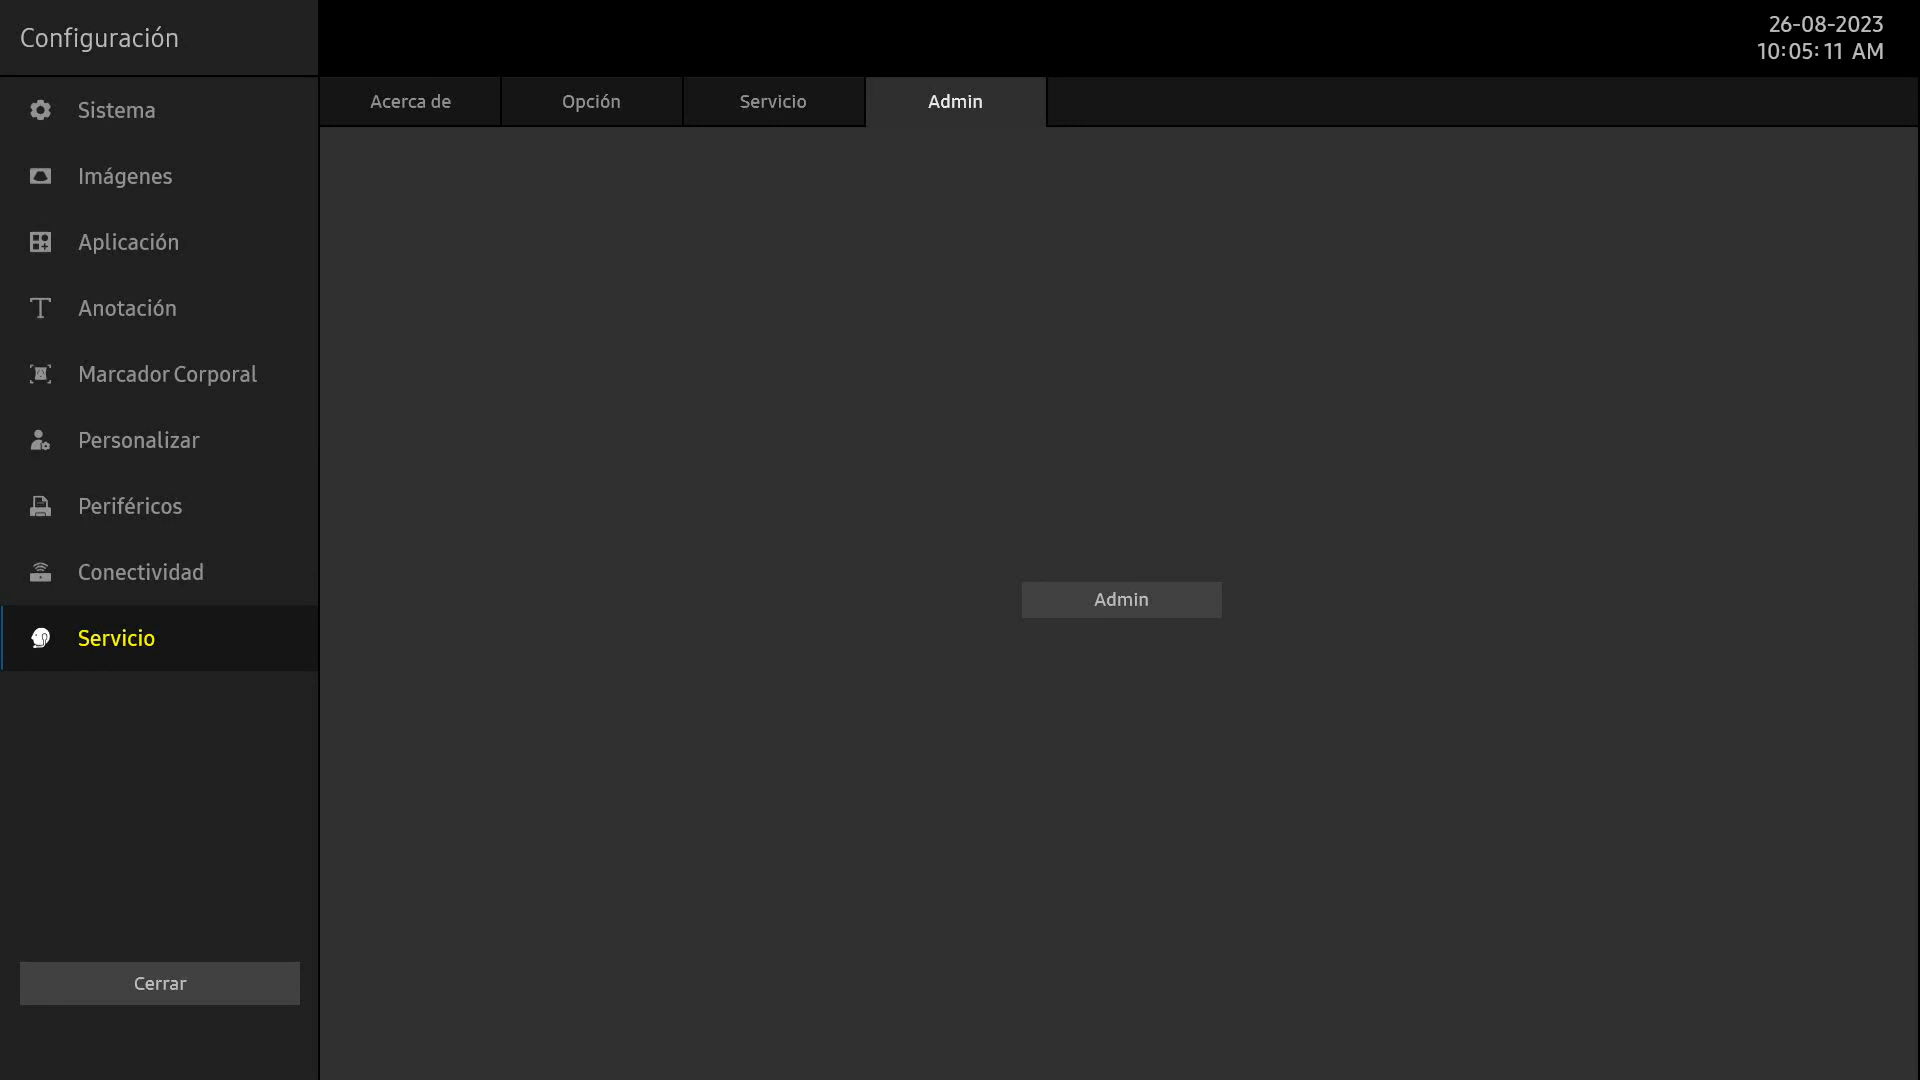 Configuración
26-08-2023
10:05:11 AM
Acerca de
Opción
Servicio
Admin
Sistema
Imágenes
Aplicación
Anotación
Marcador Corporal
Personalizar
Periféricos
Conectividad
Servicio
Admin
Cerrar